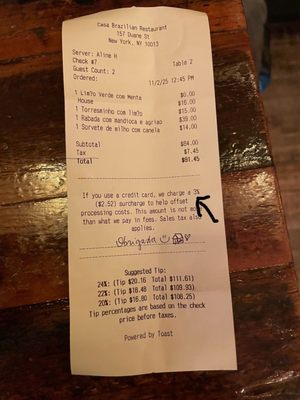 casa Brazilian Restaurant
157 Duane St
New York, NY 10013
Server: Aline H
Check #7 Table 2
Guest Count: 2
Ordered: 11/2/25 12:45 PM
1 Lim?o Verde com Menta $0.00
House $16.00
1 Torresminho com limao $15.00
1 Rabada com mandioca e agriao $39.00
1 Sorvete de milho com canela $14.00
Subtotal $84.00
Tax $7.45
Total $91.45
If you use a credit card, we charge a 3%
($2.52) surcharge to help offset
processing costs. This amount is not mor
than what we pay in fees. Sales tax also
applies.
Obrigada
Suggested Tip:
24%: (Tip $20.16 Total $111.61)
22%: (Tip $18.48 Total $109.93)
20%: (Tip $16.80 Total $108.25)
Tip percentages are based on the check
price before taxes.
Powered by Toast